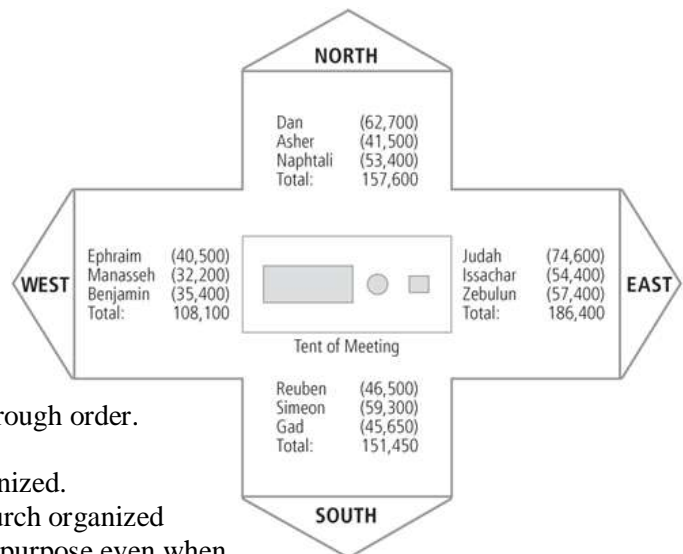 NORTH
Dan (62,700)
Asher (41,500)
Naphtali (53,400)
Total: 157,600
WEST
Ephraim (40,500)
Manasseh (32,200)
Benjamin (35,400)
Total: 108,100
Judah (74,600)
Issachar (54,400)
Zebulun (57,400)
Total: 186,400
EAST
Tent of Meeting
Reuben (46,500)
Simeon (59,300)
Gad (45,650)
Total: 151,450
SOUTH
rough order.
nized.
urch organized
purpose even when